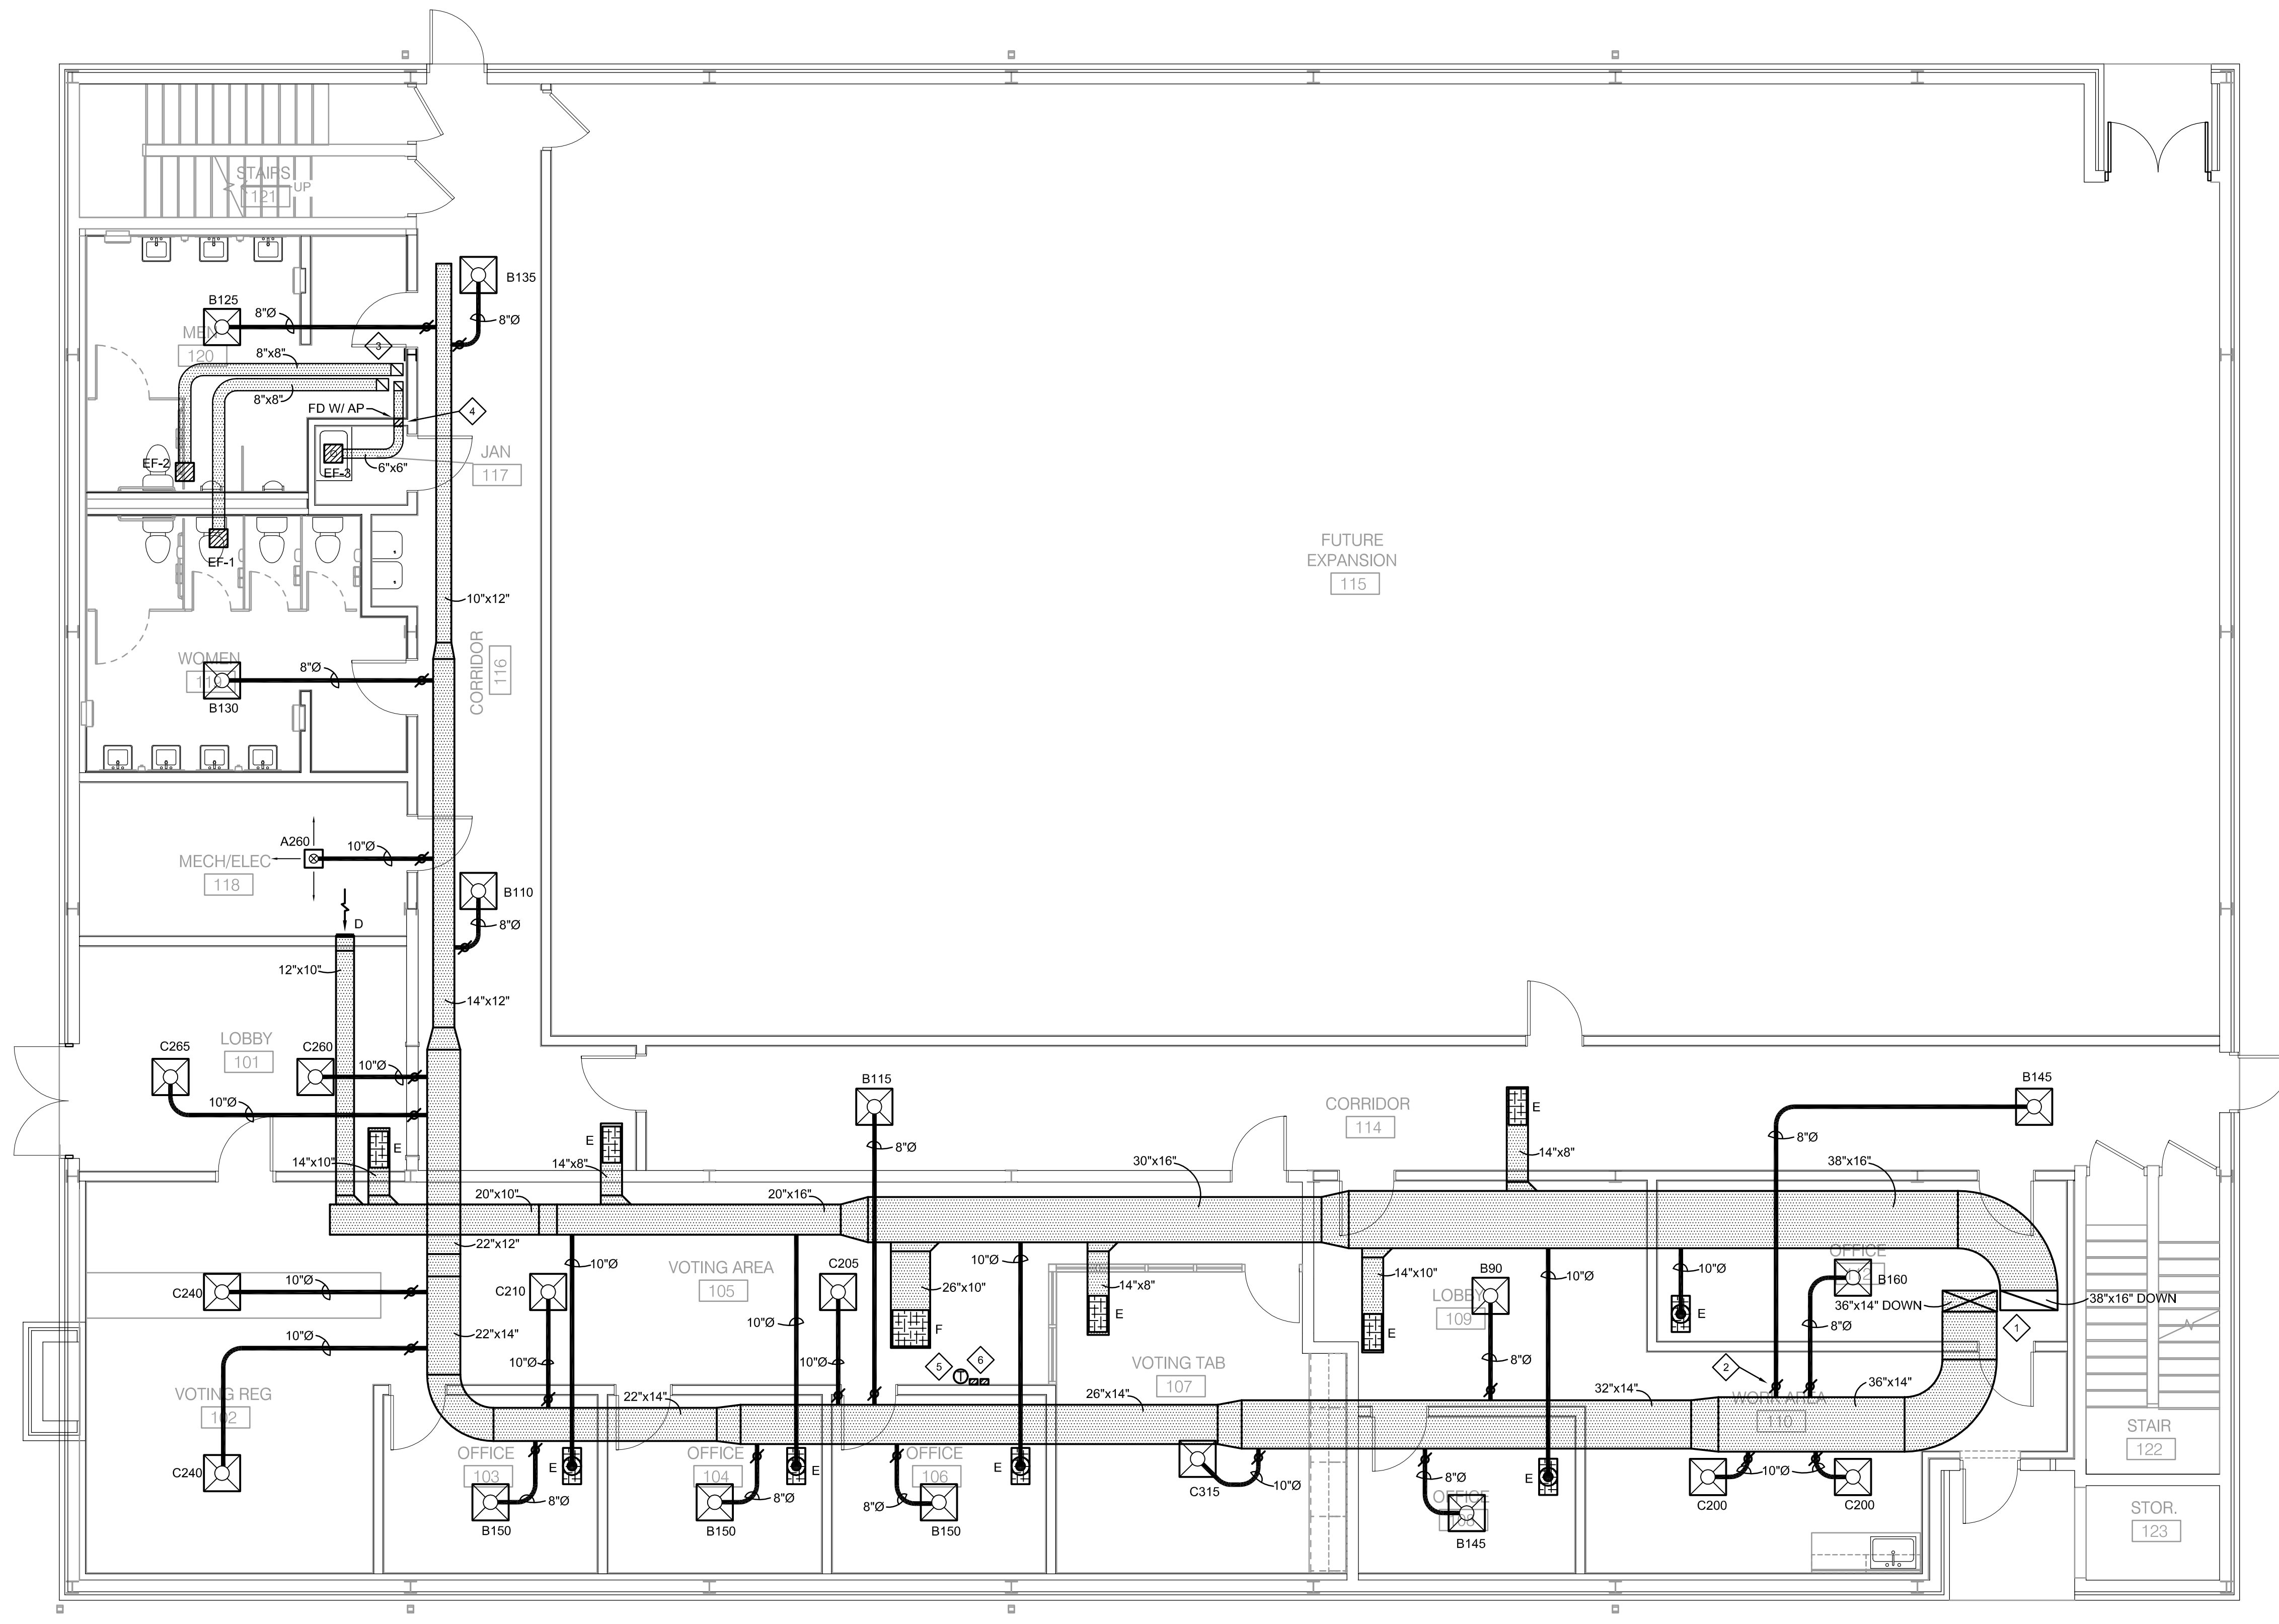 STAIRS
121
UP
B135
B125
8"Ø
8"Ø
MEN
120
3
8"x8"
8"x8"
FD W/ AP
4
JAN
117
EF-2
EF-3
6"x6"
EF-1
FUTURE
EXPANSION
115
10"x12"
CORRIDOR
116
WOMEN
119
8"Ø
B130
A260
10"Ø
MECH/ELEC
118
B110
D
8"Ø
12"x10"
14"x12"
LOBBY
101
C265
C260
10"Ø
10"Ø
B115
B145
CORRIDOR
114
E
E
E
8"Ø
8"Ø
14"x10"
14"x8"
30"x16"
14"x8"
38"x16"
20"x10"
20"x16"
22"x12"
10"Ø
VOTING AREA
105
C205
10"Ø
OFFICE
C240
10"Ø
C210
26"x10"
14"x8"
14"x10"
B90
10"Ø
10"Ø
B160
LOBBY
109
36"x14" DOWN
38"x16" DOWN
10"Ø
F
E
E
E
8"Ø
1
22"x14"
10"Ø
10"Ø
10"Ø
5
6
T
VOTING TAB
107
8"Ø
2
VOTING REG
102
22"x14"
26"x14"
32"x14"
36"x14"
WORK AREA
110
STAIR
122
OFFICE
103
OFFICE
104
OFFICE
106
C240
E
E
E
E
8"Ø
8"Ø
8"Ø
10"Ø
8"Ø
10"Ø
C315
C200
C200
OFFICE
108
B150
B150
B150
B145
STOR.
123